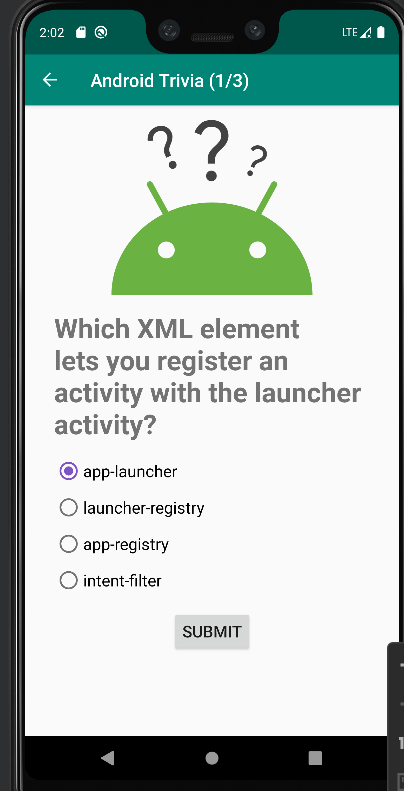 2:02
LTE
Android Trivia (1/3)
? ? ?
Which XML element
lets you register an
activity with the launcher
activity?
app-launcher
launcher-registry
app-registry
intent-filter
SUBMIT